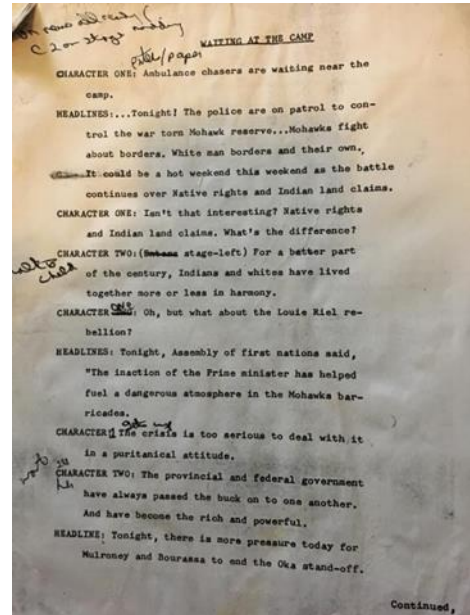 news already (
C 2 on stage reading
pitch/paper
WAITING AT THE CAMP
CHARACTER ONE: Ambulance chasers are waiting near the
camp.
HEADLINES:...Tonight! The police are on patrol to con-
trol the war torn Mohawk reserve...Mohawks fight
about borders. White man borders and their own.
It could be a hot weekend this weekend as the battle
continues over Native rights and Indian land claims.
CHARACTER ONE: Isn't that interesting? Native rights
and Indian land claims. What's the difference?
CHARACTER TWO:( stage-left) For a better part
of the century, Indians and whites have lived
together more or less in harmony.
CHARACTER ONE: Oh, but what about the Louie Riel re-
bellion?
HEADLINES: Tonight, Assembly of first nations said,
"The inaction of the Prime minister has helped
fuel a dangerous atmosphere in the Mohawks bar-
ricades.
CHARACTER1 The crisis is too serious to deal with it
in a puritanical attitude.
CHARACTER TWO: The provincial and federal government
have always passed the buck on to one another.
And have become the rich and powerful.
HEADLINE: Tonight, there is more pressure today for
Mulroney and Bourassa to end the Oka stand-off.
Continued,